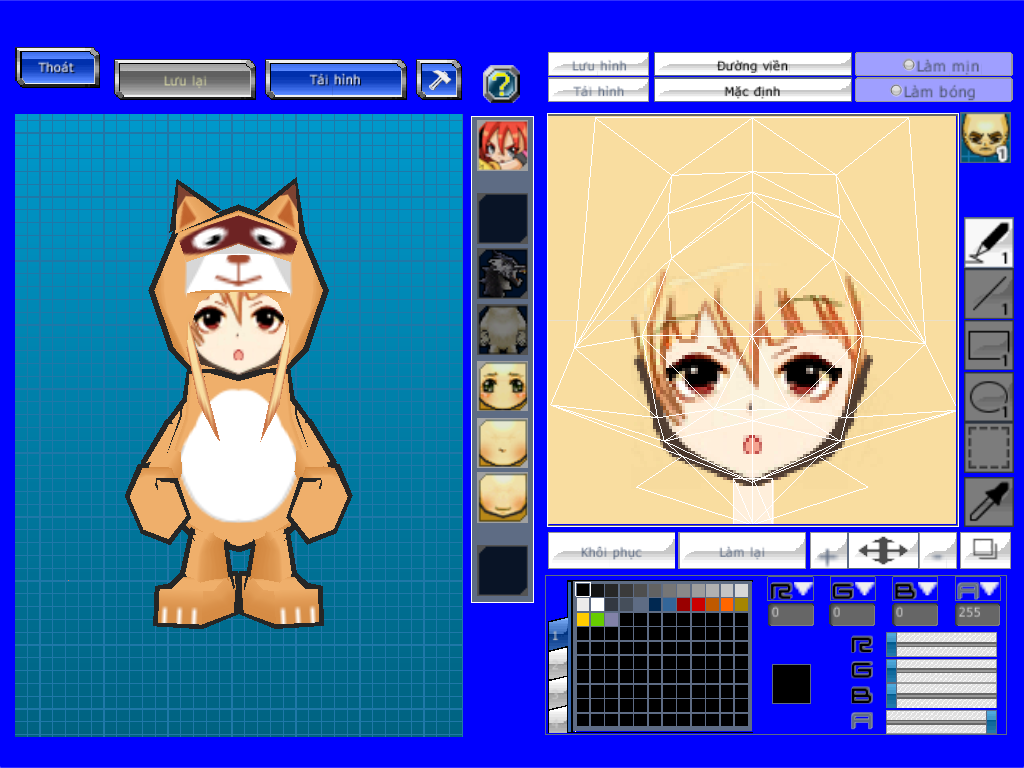 Thoát
Lưu lại
Tải hình
?
Lưu hình
Đường viền
Làm mịn
Tải hình
Mặc định
Làm bóng
1
1
1
1
1
Khôi phục
Làm lại
+
-
R
G
B
A
0
0
0
255
1
R
G
B
A